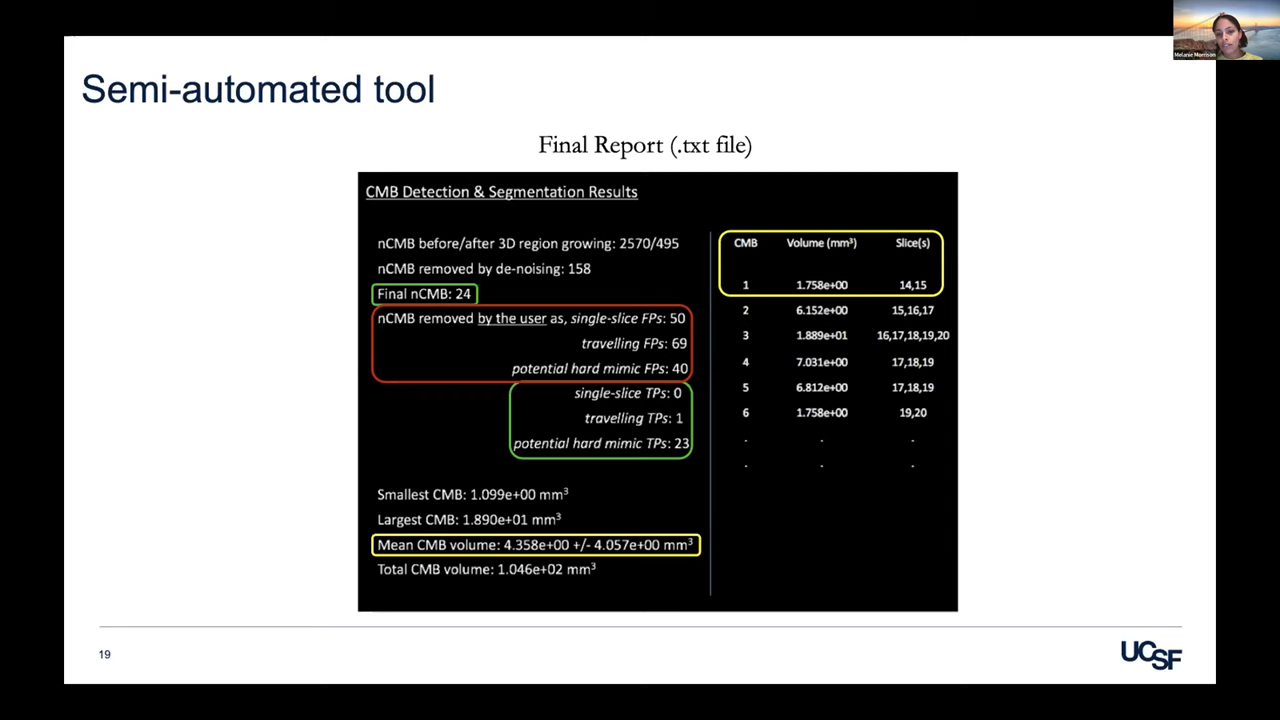 Melanie Morrison
Semi-automated tool
Final Report (.txt file)
CMB Detection & Segmentation Results
nCMB before/after 3D region growing: 2570/495
nCMB removed by de-noising: 158
Final nCMB: 24
nCMB removed by the user as, single-slice FPs: 50
travelling FPs: 69
potential hard mimic FPs: 40
single-slice TPs: 0
travelling TPs: 1
potential hard mimic TPs: 23
Smallest CMB: 1.099e+00 mm³
Largest CMB: 1.890e+01 mm³
Mean CMB volume: 4.358e+00 +/- 4.057e+00 mm³
Total CMB volume: 1.046e+02 mm³
CMB Volume (mm³) Slice(s)
1 1.758e+00 14,15
2 6.152e+00 15,16,17
3 1.889e+01 16,17,18,19,20
4 7.031e+00 17,18,19
5 6.812e+00 17,18,19
6 1.758e+00 19,20
. . .
. . .
19
UCSF